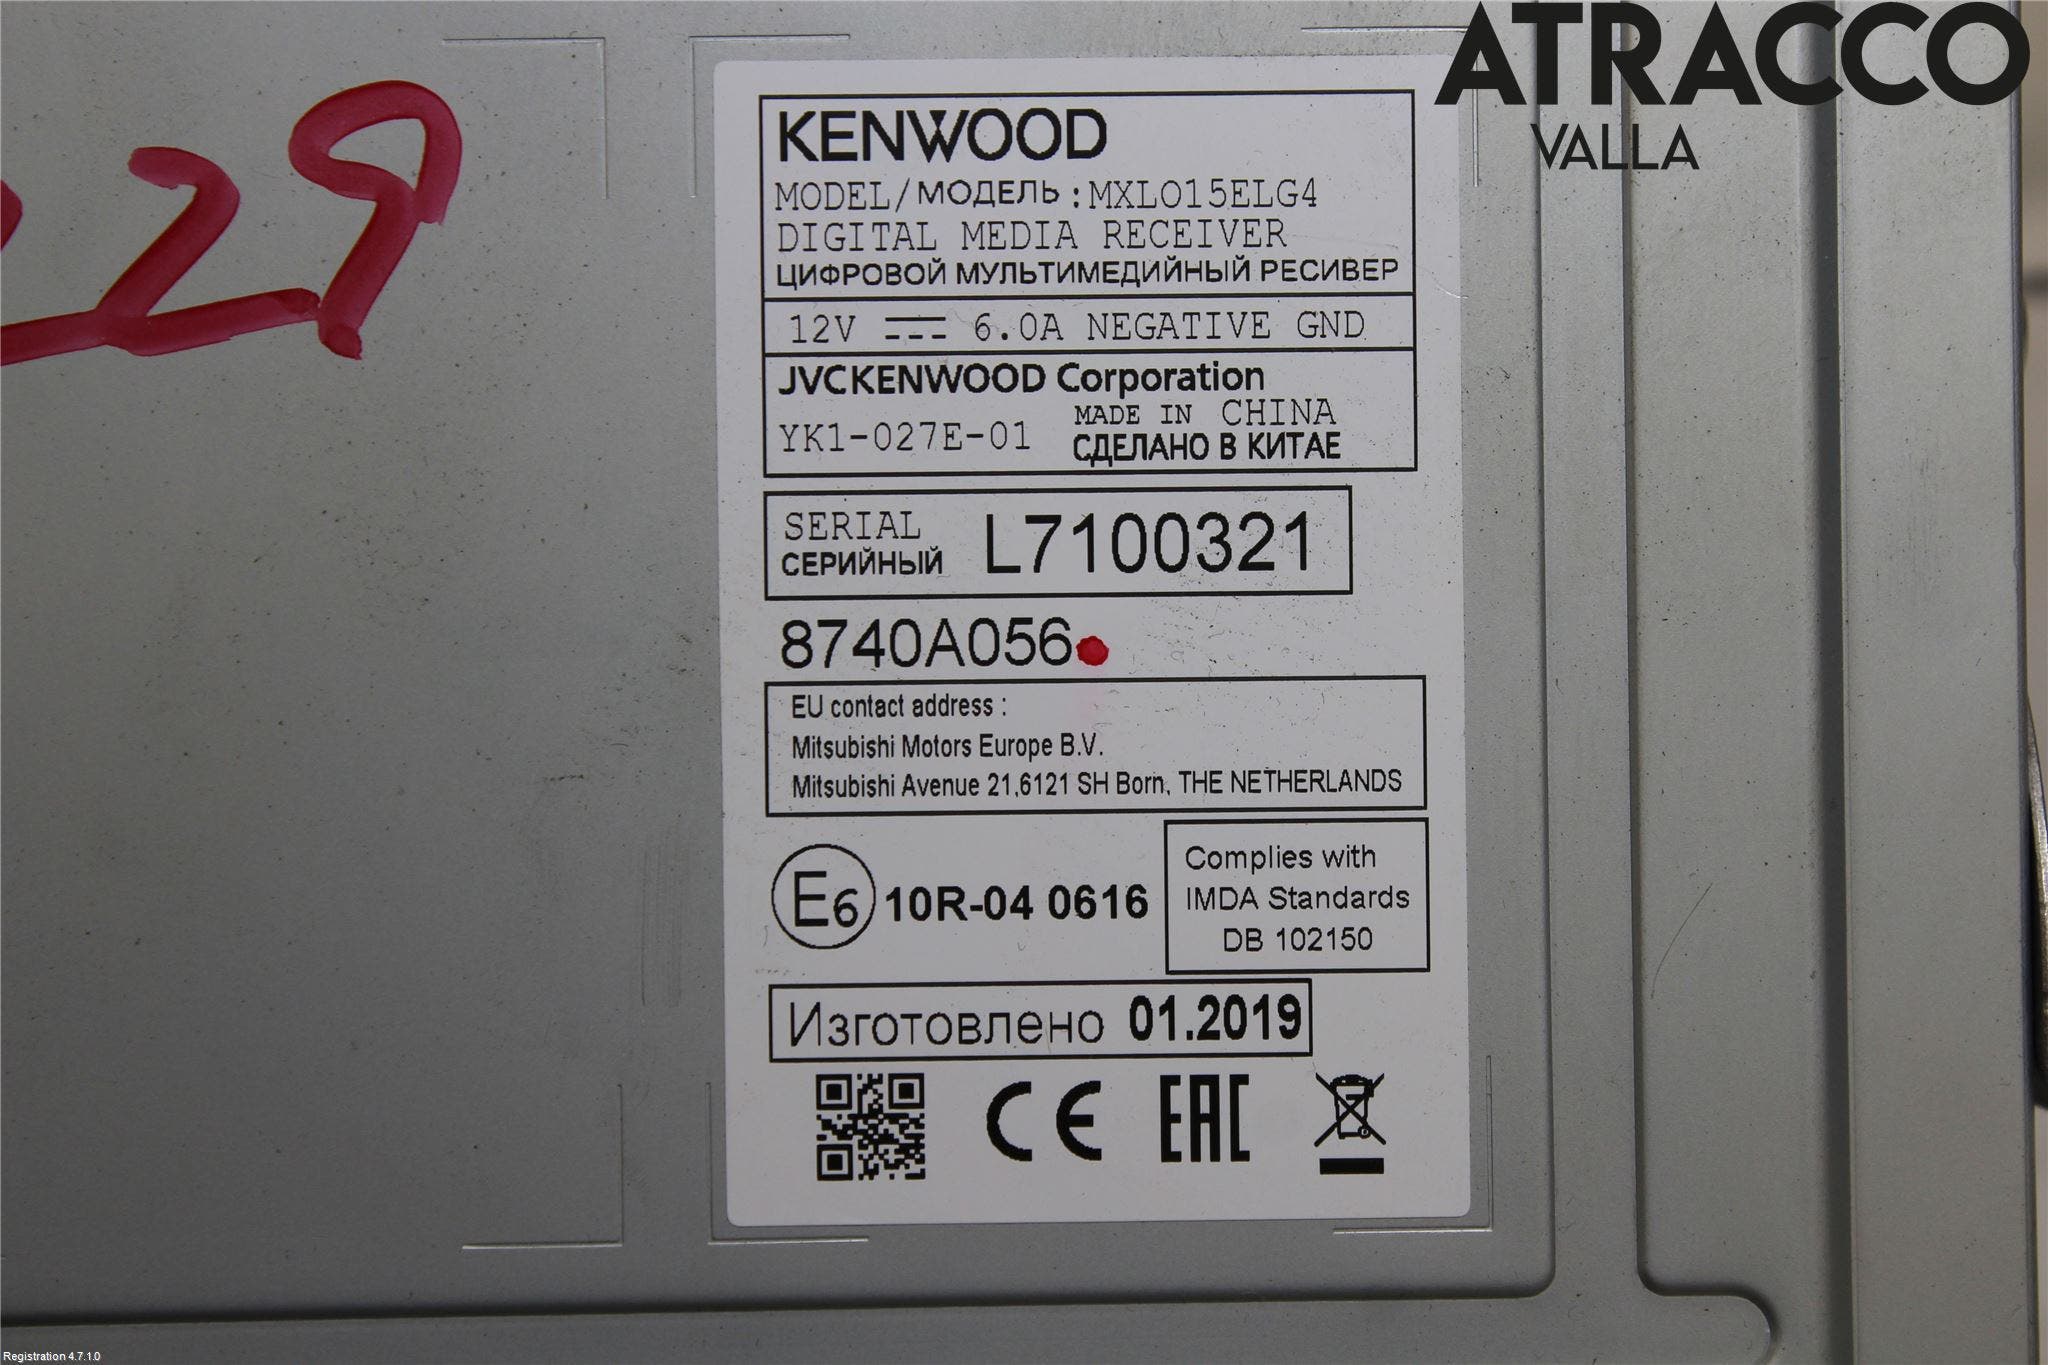 ATRACCO
VALLA
29
KENWOOD
MODEL/МОДЕЛЬ:MXL015ELG4
DIGITAL MEDIA RECEIVER
ЦИФРОВОЙ МУЛЬТИМЕДИЙНЫЙ РЕСИВЕР
12V 6.0A NEGATIVE GND
JVCKENWOOD Corporation
YK1-027E-01
MADE IN CHINA
СДЕЛАНО В КИТАЕ
SERIAL
СЕРИЙНЫЙ
L7100321
8740A056
EU contact address :
Mitsubishi Motors Europe B.V.
Mitsubishi Avenue 21,6121 SH Born, THE NETHERLANDS
E6 10R-04 0616
Complies with
IMDA Standards
DB 102150
Изготовлено 01.2019
CE EAC
Registration 4.7.1.0